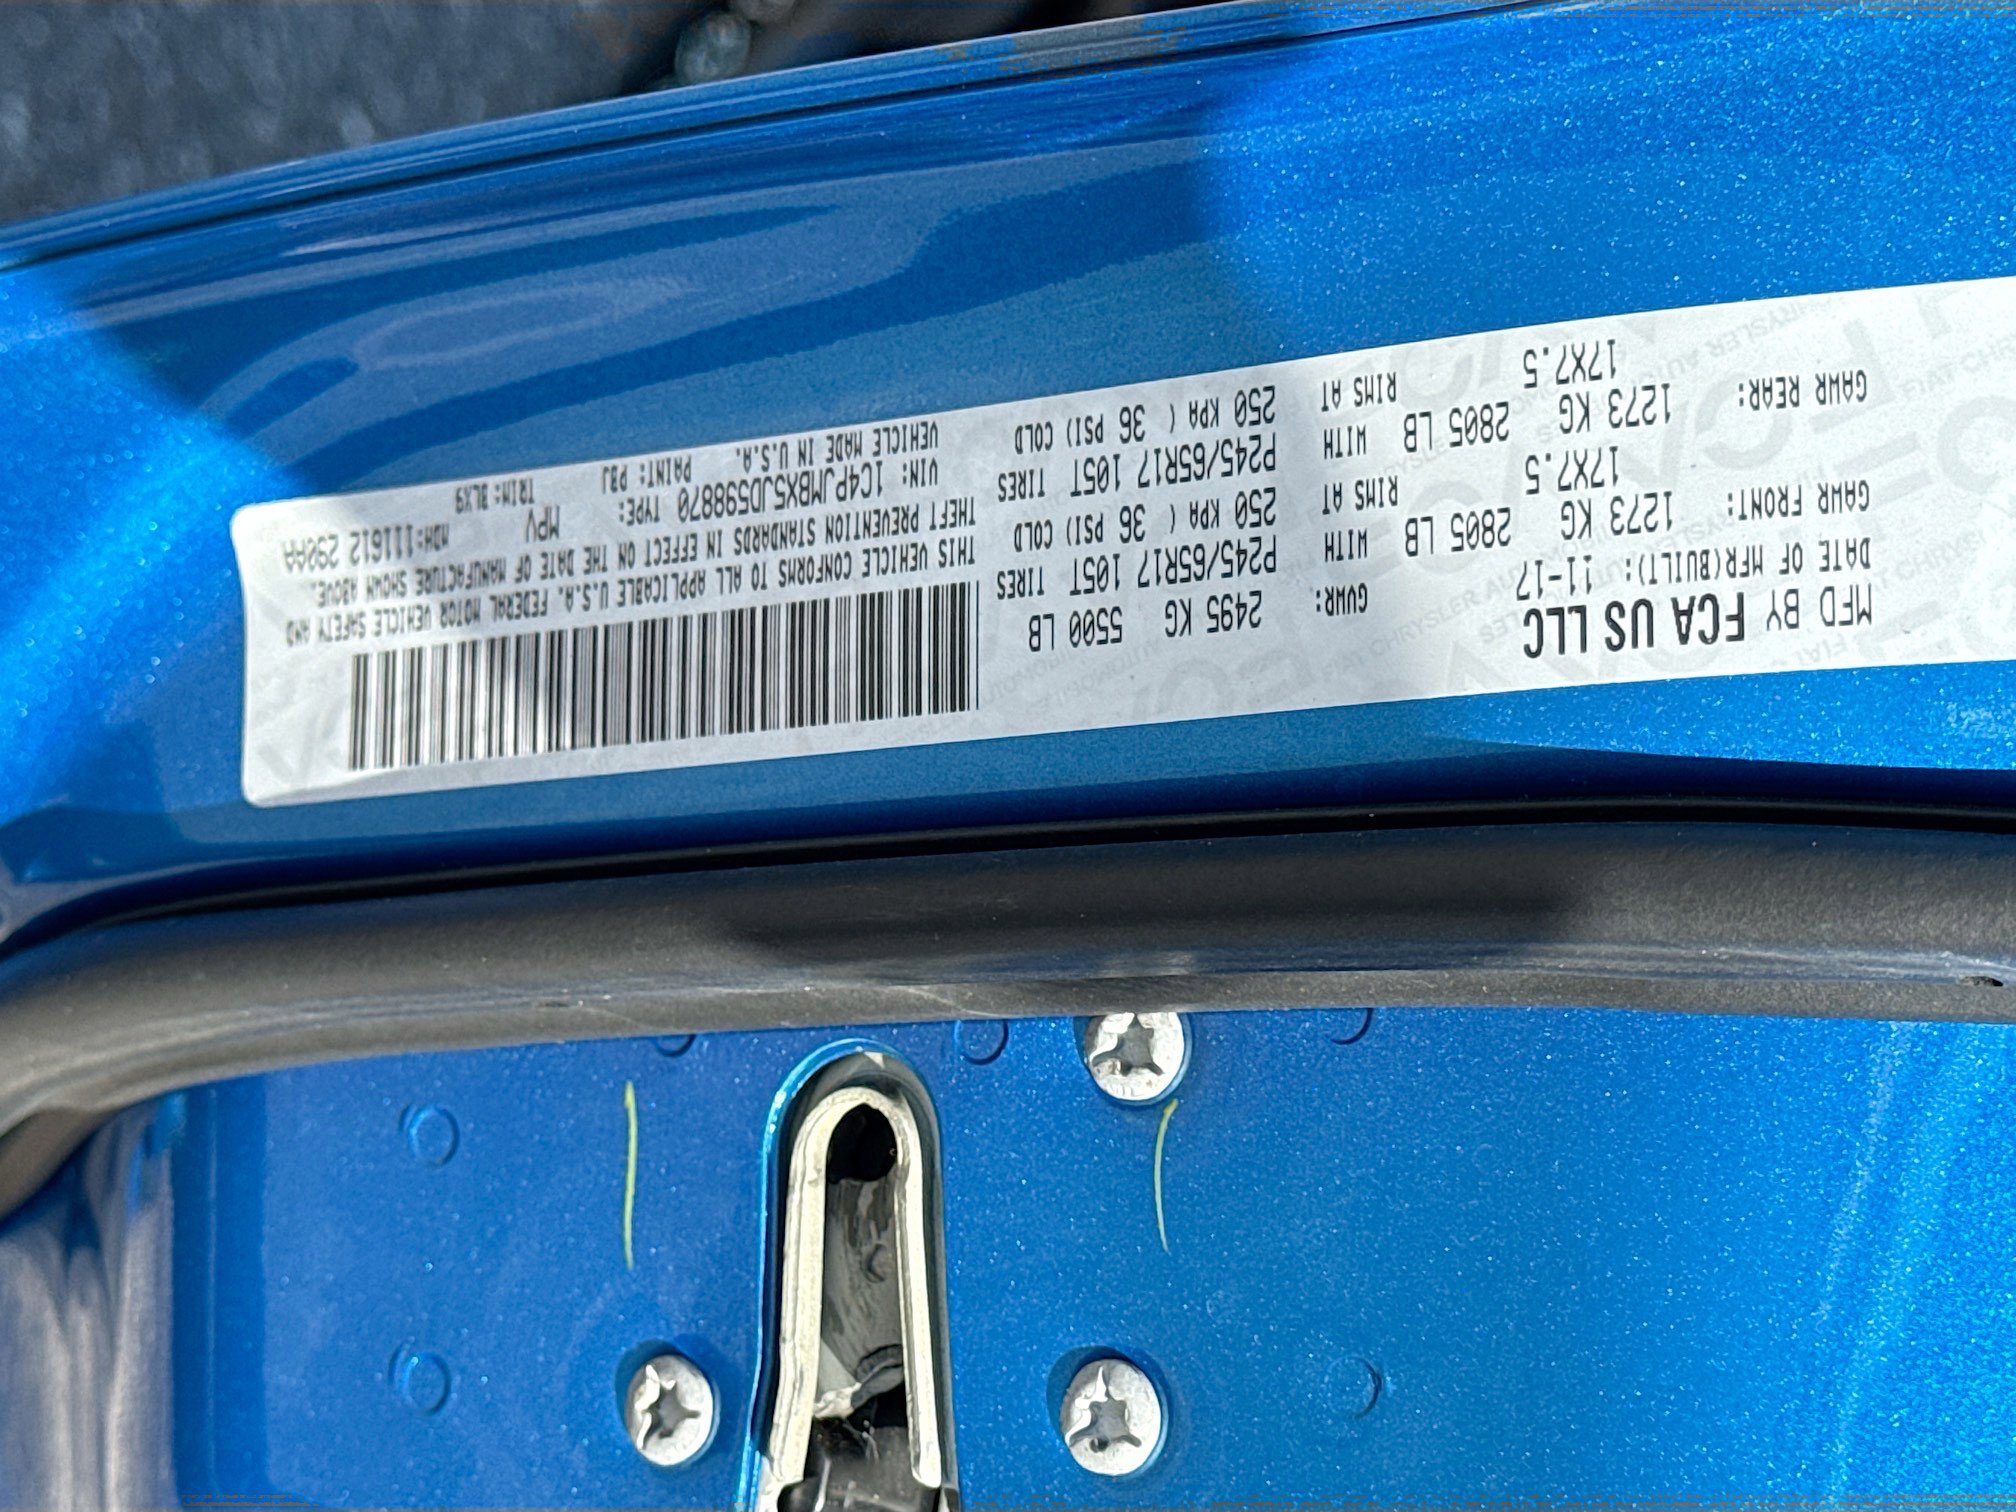 MFD BY FCA US LLC
DATE OF MFR(BUILT): 11-17 GVWR: 2495 KG 5500 LB
GAWR FRONT: WITH P245/65R17 105T TIRES
1273 KG 2805 LB RIMS AT 250 KPA ( 36 PSI) COLD
17X7.5
GAWR REAR: WITH P245/65R17 105T TIRES
1273 KG 2805 LB RIMS AT 250 KPA ( 36 PSI) COLD
17X7.5
THIS VEHICLE CONFORMS TO ALL APPLICABLE U.S.A. FEDERAL MOTOR VEHICLE SAFETY AND
THEFT PREVENTION STANDARDS IN EFFECT ON THE DATE OF MANUFACTURE SHOWN ABOVE.
VIN: 1C4PJMBX5JD598870 TYPE: MPV MDH:111612
VEHICLE MADE IN U.S.A. PAINT: PBJ TRIM: BLX9